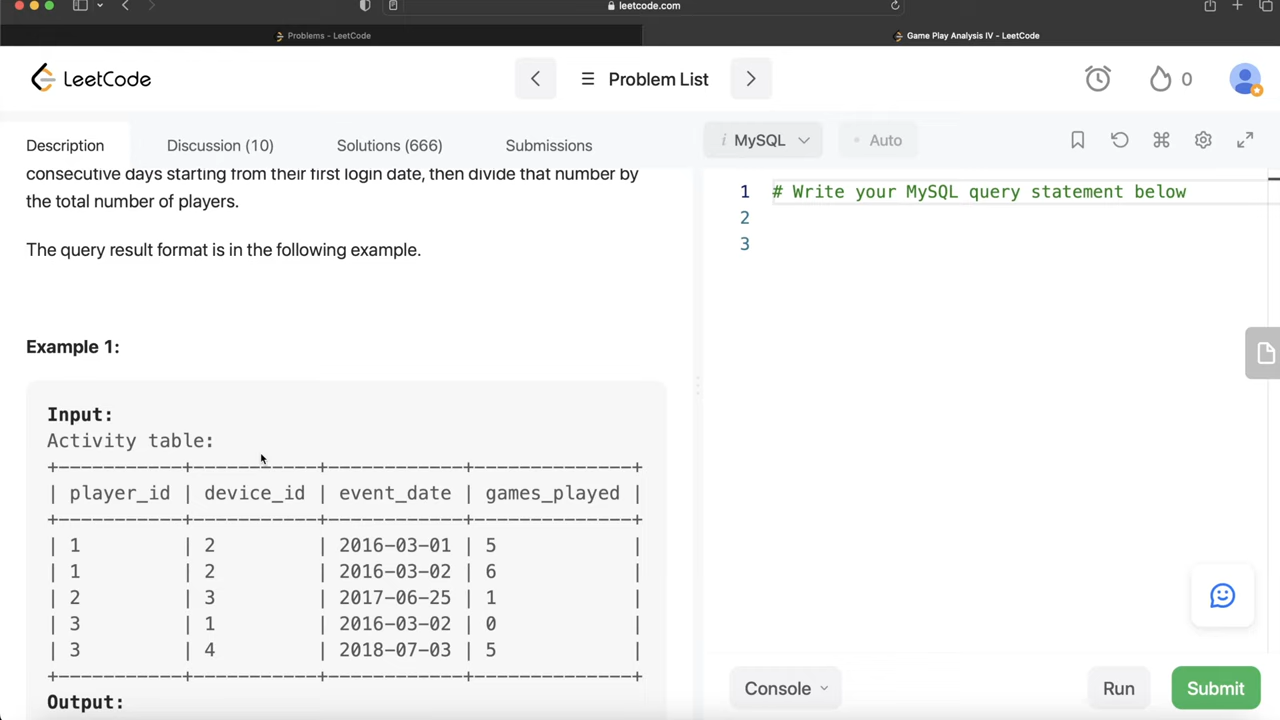 leetcode.com
Problems - LeetCode
Game Play Analysis IV - LeetCode
LeetCode
Problem List
0
Description Discussion (10) Solutions (666) Submissions
i MySQL
Auto
consecutive days starting from their first login date, then divide that number by
the total number of players.
The query result format is in the following example.
Example 1:
Input:
Activity table:
+-----------+-----------+------------+--------------+
| player_id | device_id | event_date | games_played |
+-----------+-----------+------------+--------------+
| 1 | 2 | 2016-03-01 | 5 |
| 1 | 2 | 2016-03-02 | 6 |
| 2 | 3 | 2017-06-25 | 1 |
| 3 | 1 | 2016-03-02 | 0 |
| 3 | 4 | 2018-07-03 | 5 |
+-----------+-----------+------------+--------------+
Output:
1 # Write your MySQL query statement below
2
3
Console
Run
Submit